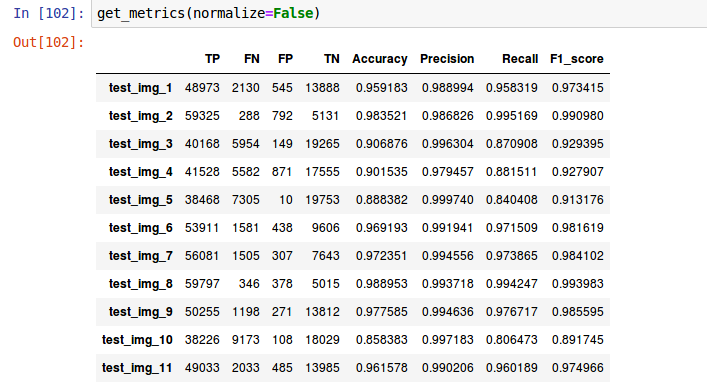 In [102]: get_metrics(normalize=False)
Out[102]:
TP FN FP TN Accuracy Precision Recall F1_score
test_img_1 48973 2130 545 13888 0.959183 0.988994 0.958319 0.973415
test_img_2 59325 288 792 5131 0.983521 0.986826 0.995169 0.990980
test_img_3 40168 5954 149 19265 0.906876 0.996304 0.870908 0.929395
test_img_4 41528 5582 871 17555 0.901535 0.979457 0.881511 0.927907
test_img_5 38468 7305 10 19753 0.888382 0.999740 0.840408 0.913176
test_img_6 53911 1581 438 9606 0.969193 0.991941 0.971509 0.981619
test_img_7 56081 1505 307 7643 0.972351 0.994556 0.973865 0.984102
test_img_8 59797 346 378 5015 0.988953 0.993718 0.994247 0.993983
test_img_9 50255 1198 271 13812 0.977585 0.994636 0.976717 0.985595
test_img_10 38226 9173 108 18029 0.858383 0.997183 0.806473 0.891745
test_img_11 49033 2033 485 13985 0.961578 0.990206 0.960189 0.974966